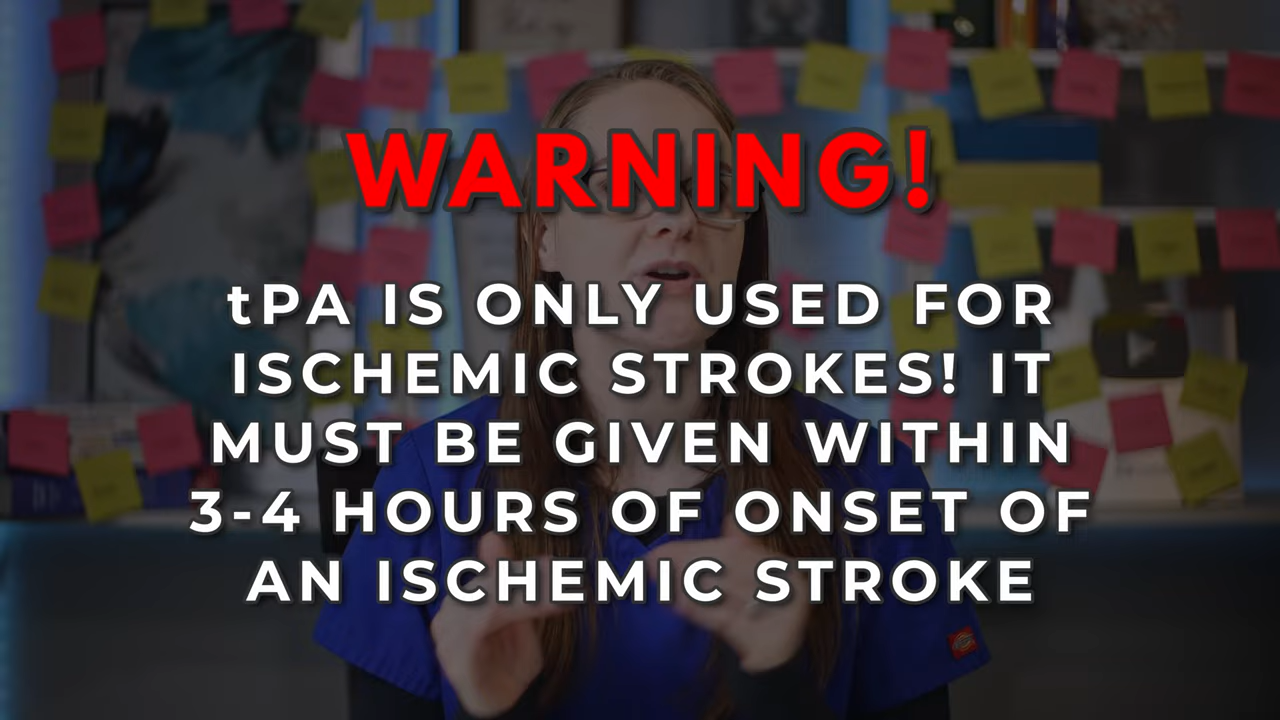 WARNING!
tPA IS ONLY USED FOR
ISCHEMIC STROKES! IT
MUST BE GIVEN WITHIN
3-4 HOURS OF ONSET OF
AN ISCHEMIC STROKE